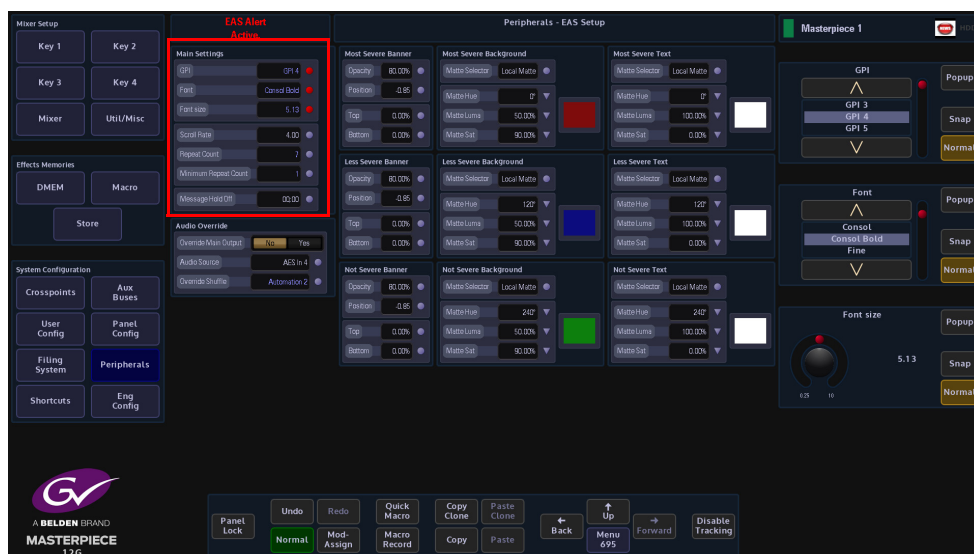 Mixer Setup
Key 1
Key 2
Key 3
Key 4
Mixer
Util/Misc
Effects Memories
DMEM
Macro
Store
System Configuration
Crosspoints
Aux
Buses
User
Config
Panel
Config
Filing
System
Peripherals
Shortcuts
Eng
Config
GV
A BELDEN BRAND
MASTERPIECE
12G
EAS Alert
Active
Main Settings
GPI GPI 4
Font Consol Bold
Font size 5.13
Scroll Rate 4.00
Repeat Count 7
Minimum Repeat Count 1
Message Hold Off 00:00
Audio Override
Override Main Output No Yes
Audio Source AES In 4
Override Shuffle Automation 2
Peripherals - EAS Setup
Most Severe Banner
Opacity 80.00%
Position -0.85
Top 0.00%
Bottom 0.00%
Most Severe Background
Matte Selector Local Matte
Matte Hue 0°
Matte Luma 50.00%
Matte Sat 90.00%
Most Severe Text
Matte Selector Local Matte
Matte Hue 0°
Matte Luma 100.00%
Matte Sat 0.00%
Less Severe Banner
Opacity 80.00%
Position -0.85
Top 0.00%
Bottom 0.00%
Less Severe Background
Matte Selector Local Matte
Matte Hue 120°
Matte Luma 50.00%
Matte Sat 90.00%
Less Severe Text
Matte Selector Local Matte
Matte Hue 120°
Matte Luma 100.00%
Matte Sat 0.00%
Not Severe Banner
Opacity 80.00%
Position -0.85
Top 0.00%
Bottom 0.00%
Not Severe Background
Matte Selector Local Matte
Matte Hue 240°
Matte Luma 50.00%
Matte Sat 90.00%
Not Severe Text
Matte Selector Local Matte
Matte Hue 240°
Matte Luma 100.00%
Matte Sat 0.00%
Masterpiece 1
GPI
GPI 3
GPI 4
GPI 5
Popup
Snap
Normal
Font
Consol
Consol Bold
Fine
Popup
Snap
Normal
Font size
5.13
0.25 10
Popup
Snap
Normal
Panel
Lock
Undo
Redo
Normal
Mod-
Assign
Quick
Macro
Macro
Record
Copy
Clone
Paste
Clone
Copy
Paste
Back
Up
Menu
695
Forward
Disable
Tracking